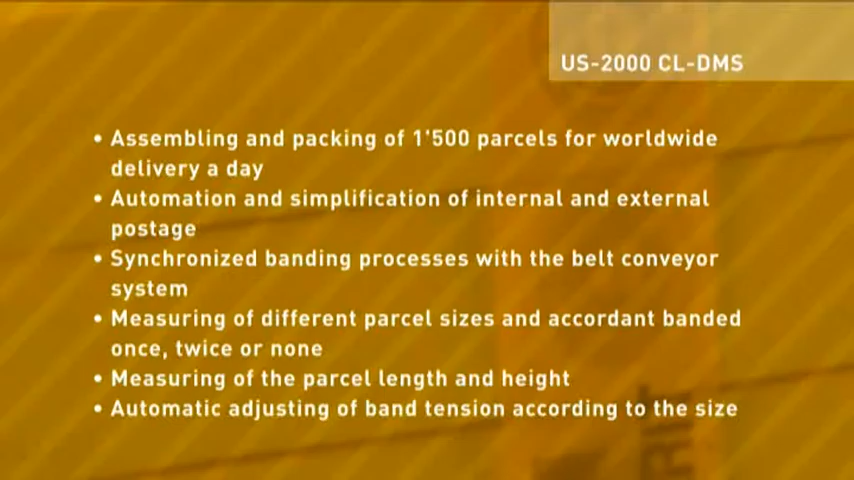 US-2000 CL-DMS
• Assembling and packing of 1'500 parcels for worldwide
delivery a day
• Automation and simplification of internal and external
postage
• Synchronized banding processes with the belt conveyor
system
• Measuring of different parcel sizes and accordant banded
once, twice or none
• Measuring of the parcel length and height
• Automatic adjusting of band tension according to the size